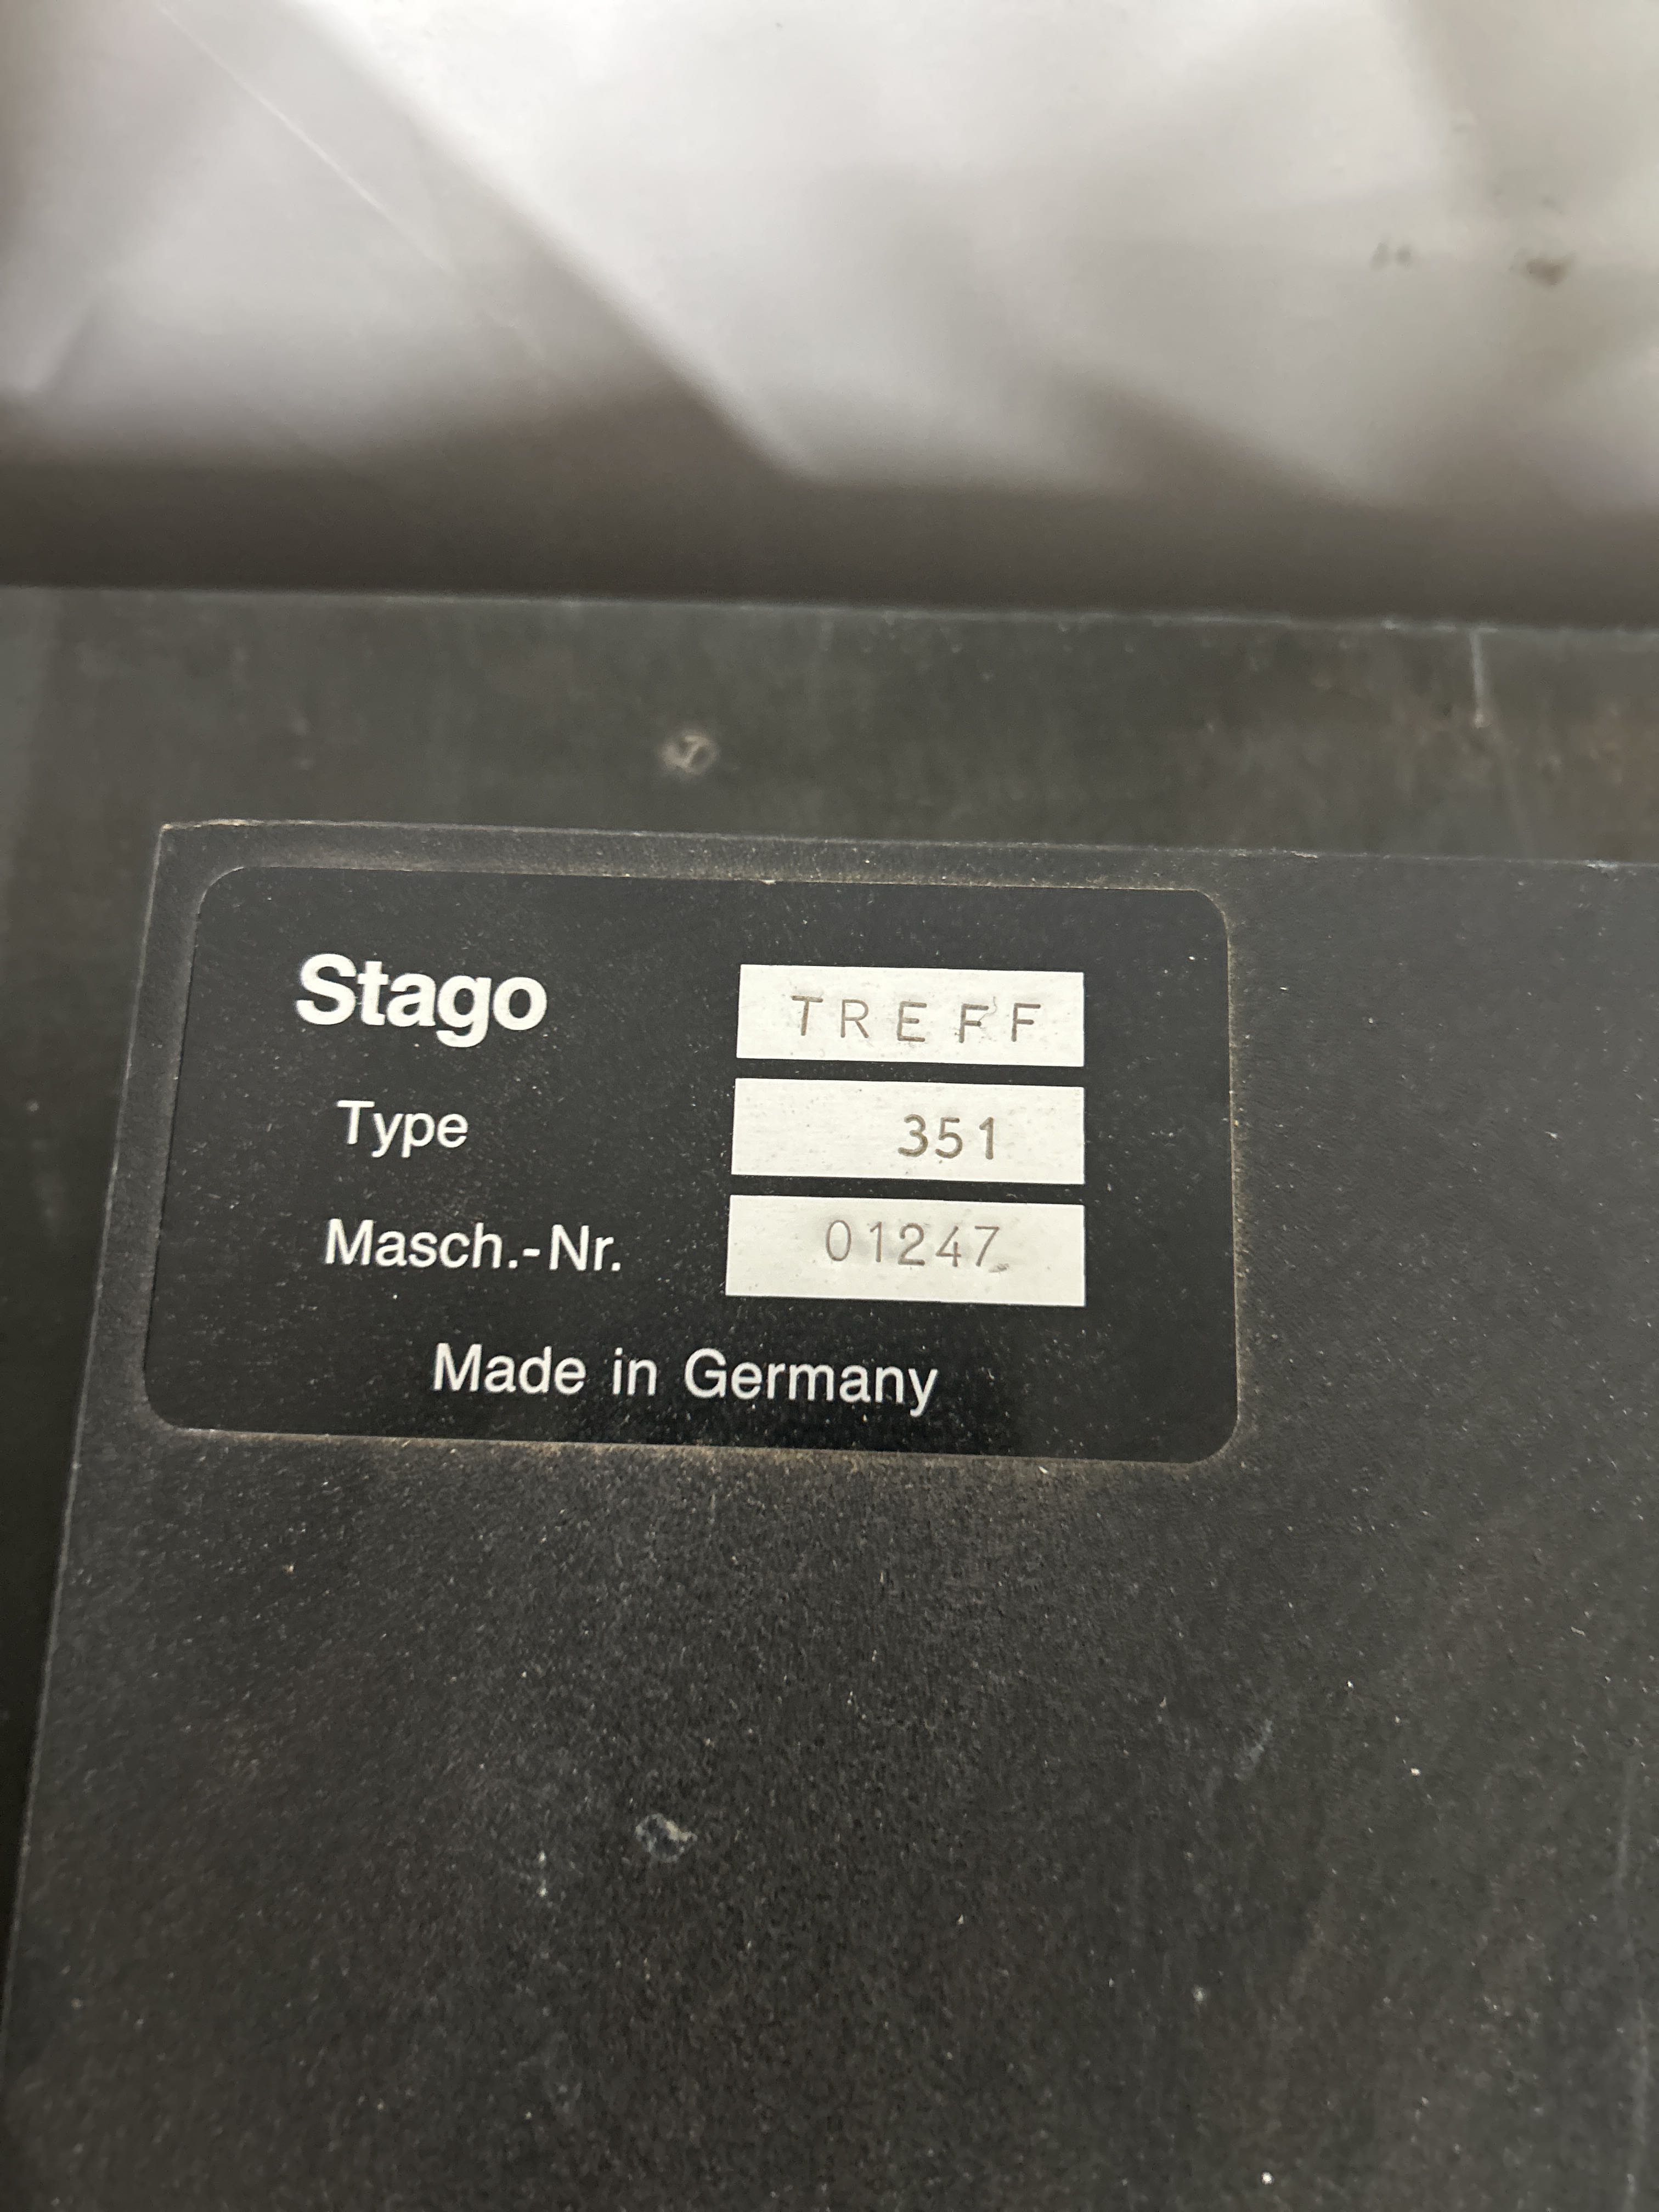 Stago TREFF
Type 351
Masch.-Nr. 01247
Made in Germany